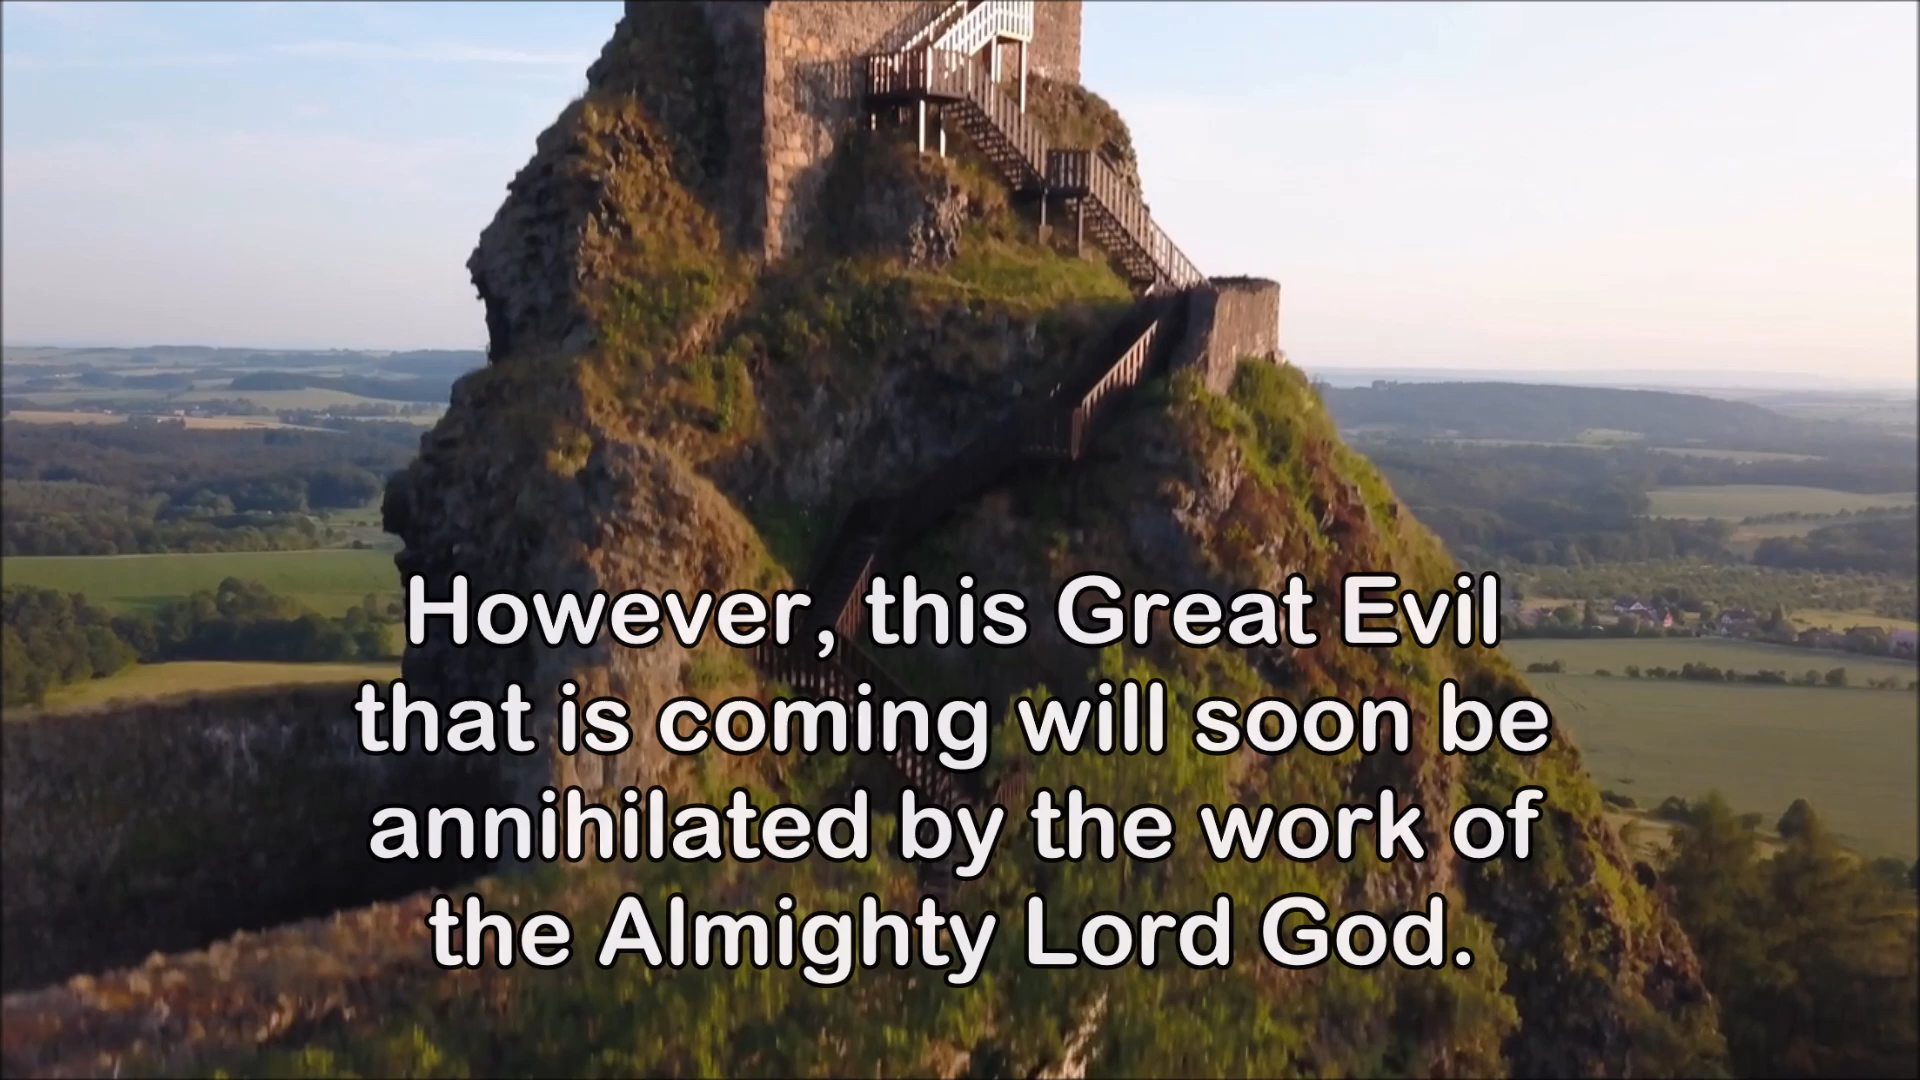 However, this Great Evil
that is coming will soon be
annihilated by the work of
the Almighty Lord God.